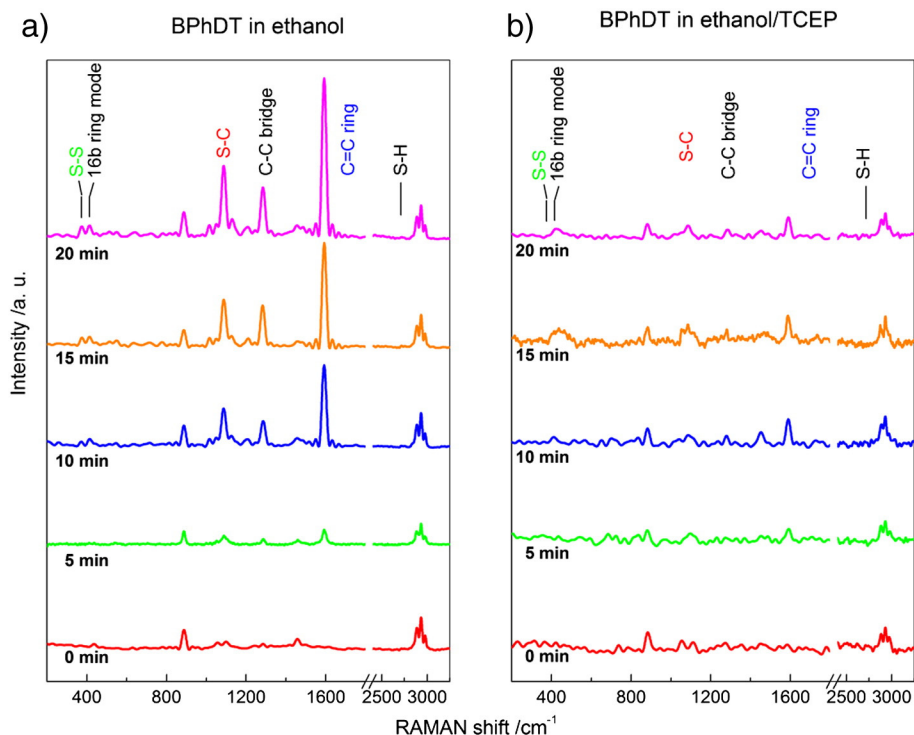 a)
BPhDT in ethanol
S-S
16b ring mode
S-C
C-C bridge
C=C ring
S-H
20 min
15 min
10 min
5 min
0 min
400
800
1200
1600
2500
3000
b)
BPhDT in ethanol/TCEP
S-S
16b ring mode
S-C
C-C bridge
C=C ring
S-H
20 min
15 min
10 min
5 min
0 min
400
800
1200
1600
2500
3000
Intensity /a. u.
RAMAN shift /cm⁻¹